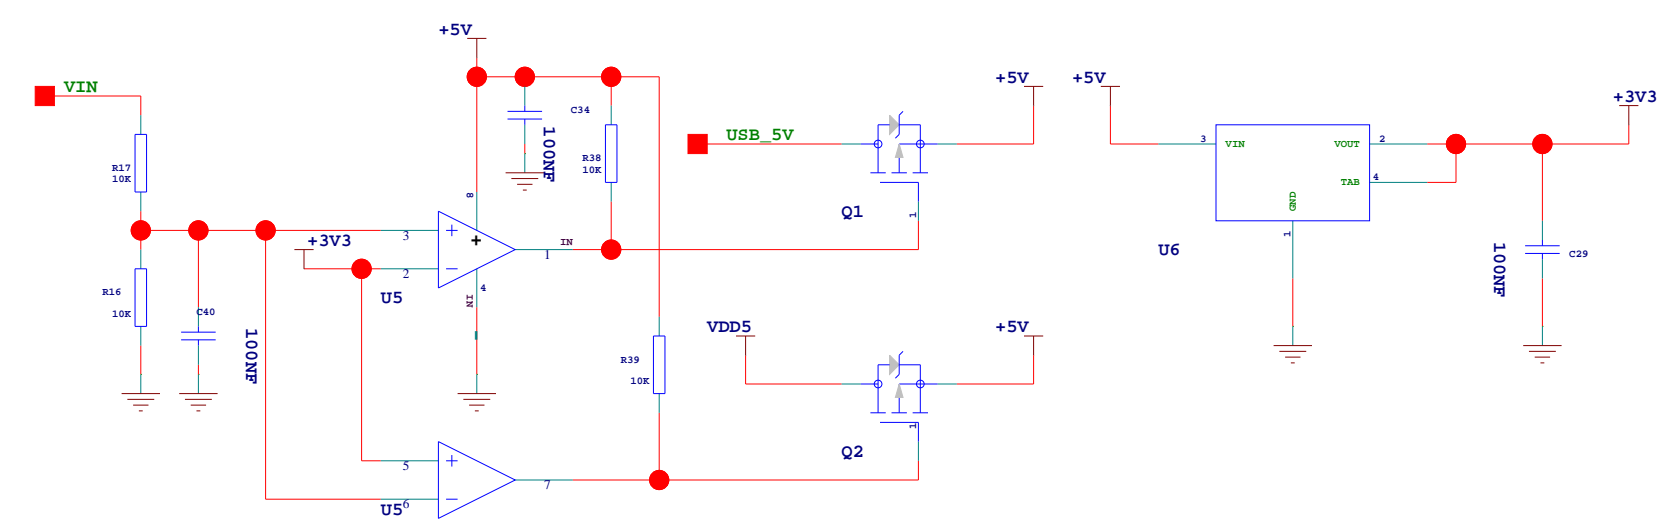 +5V
VIN
R17
10K
C34
100NF
R38
10K
8
+3V3
3
2
1
IN
4
IN
U5
R16
10K
C40
100NF
R39
10K
5
6
7
U5
USB_5V
+5V
Q1
1
VDD5
+5V
Q2
1
+5V
3
VIN
VOUT
2
TAB
4
GND
1
U6
+3V3
100NF
C29